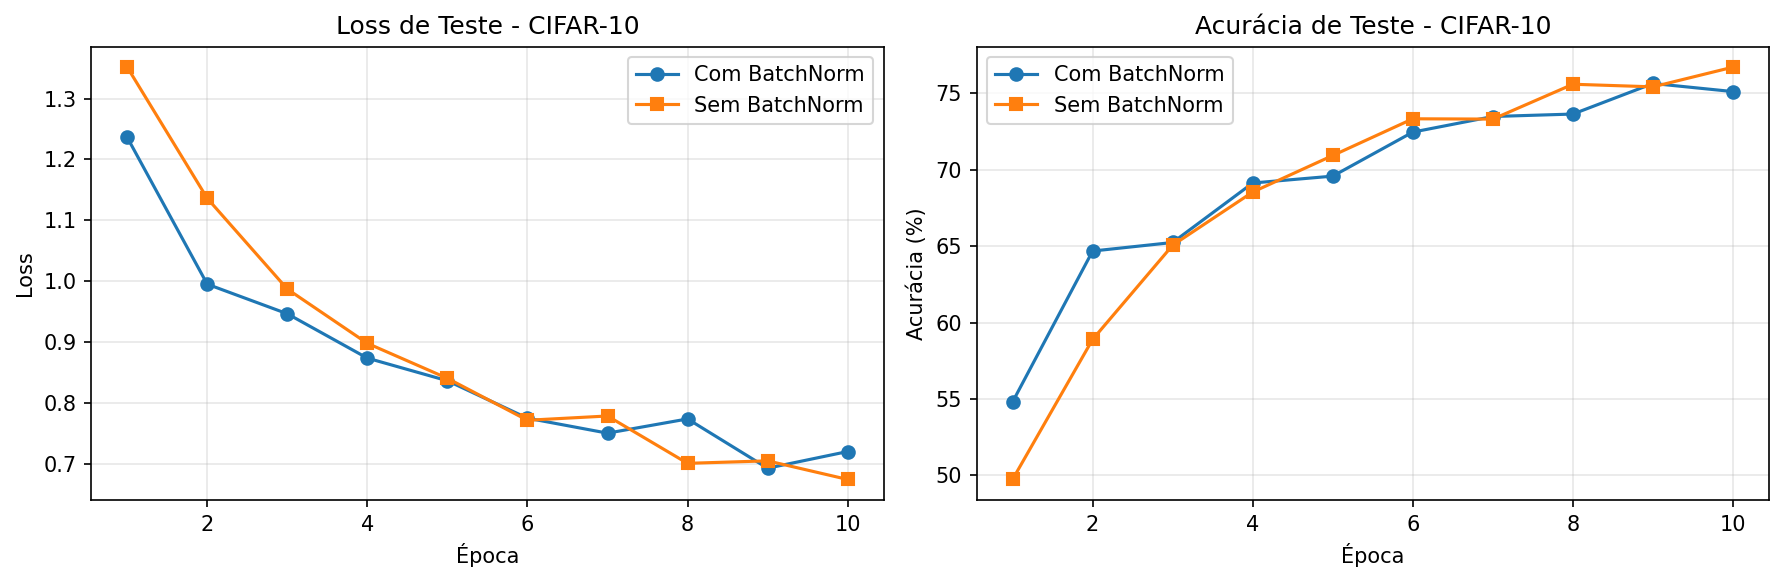 Loss de Teste - CIFAR-10
Com BatchNorm
Sem BatchNorm
1.3
1.2
1.1
1.0
0.9
0.8
0.7
Loss
2 4 6 8 10
Época
Acurácia de Teste - CIFAR-10
Com BatchNorm
Sem BatchNorm
75
70
65
60
55
50
Acurácia (%)
2 4 6 8 10
Época